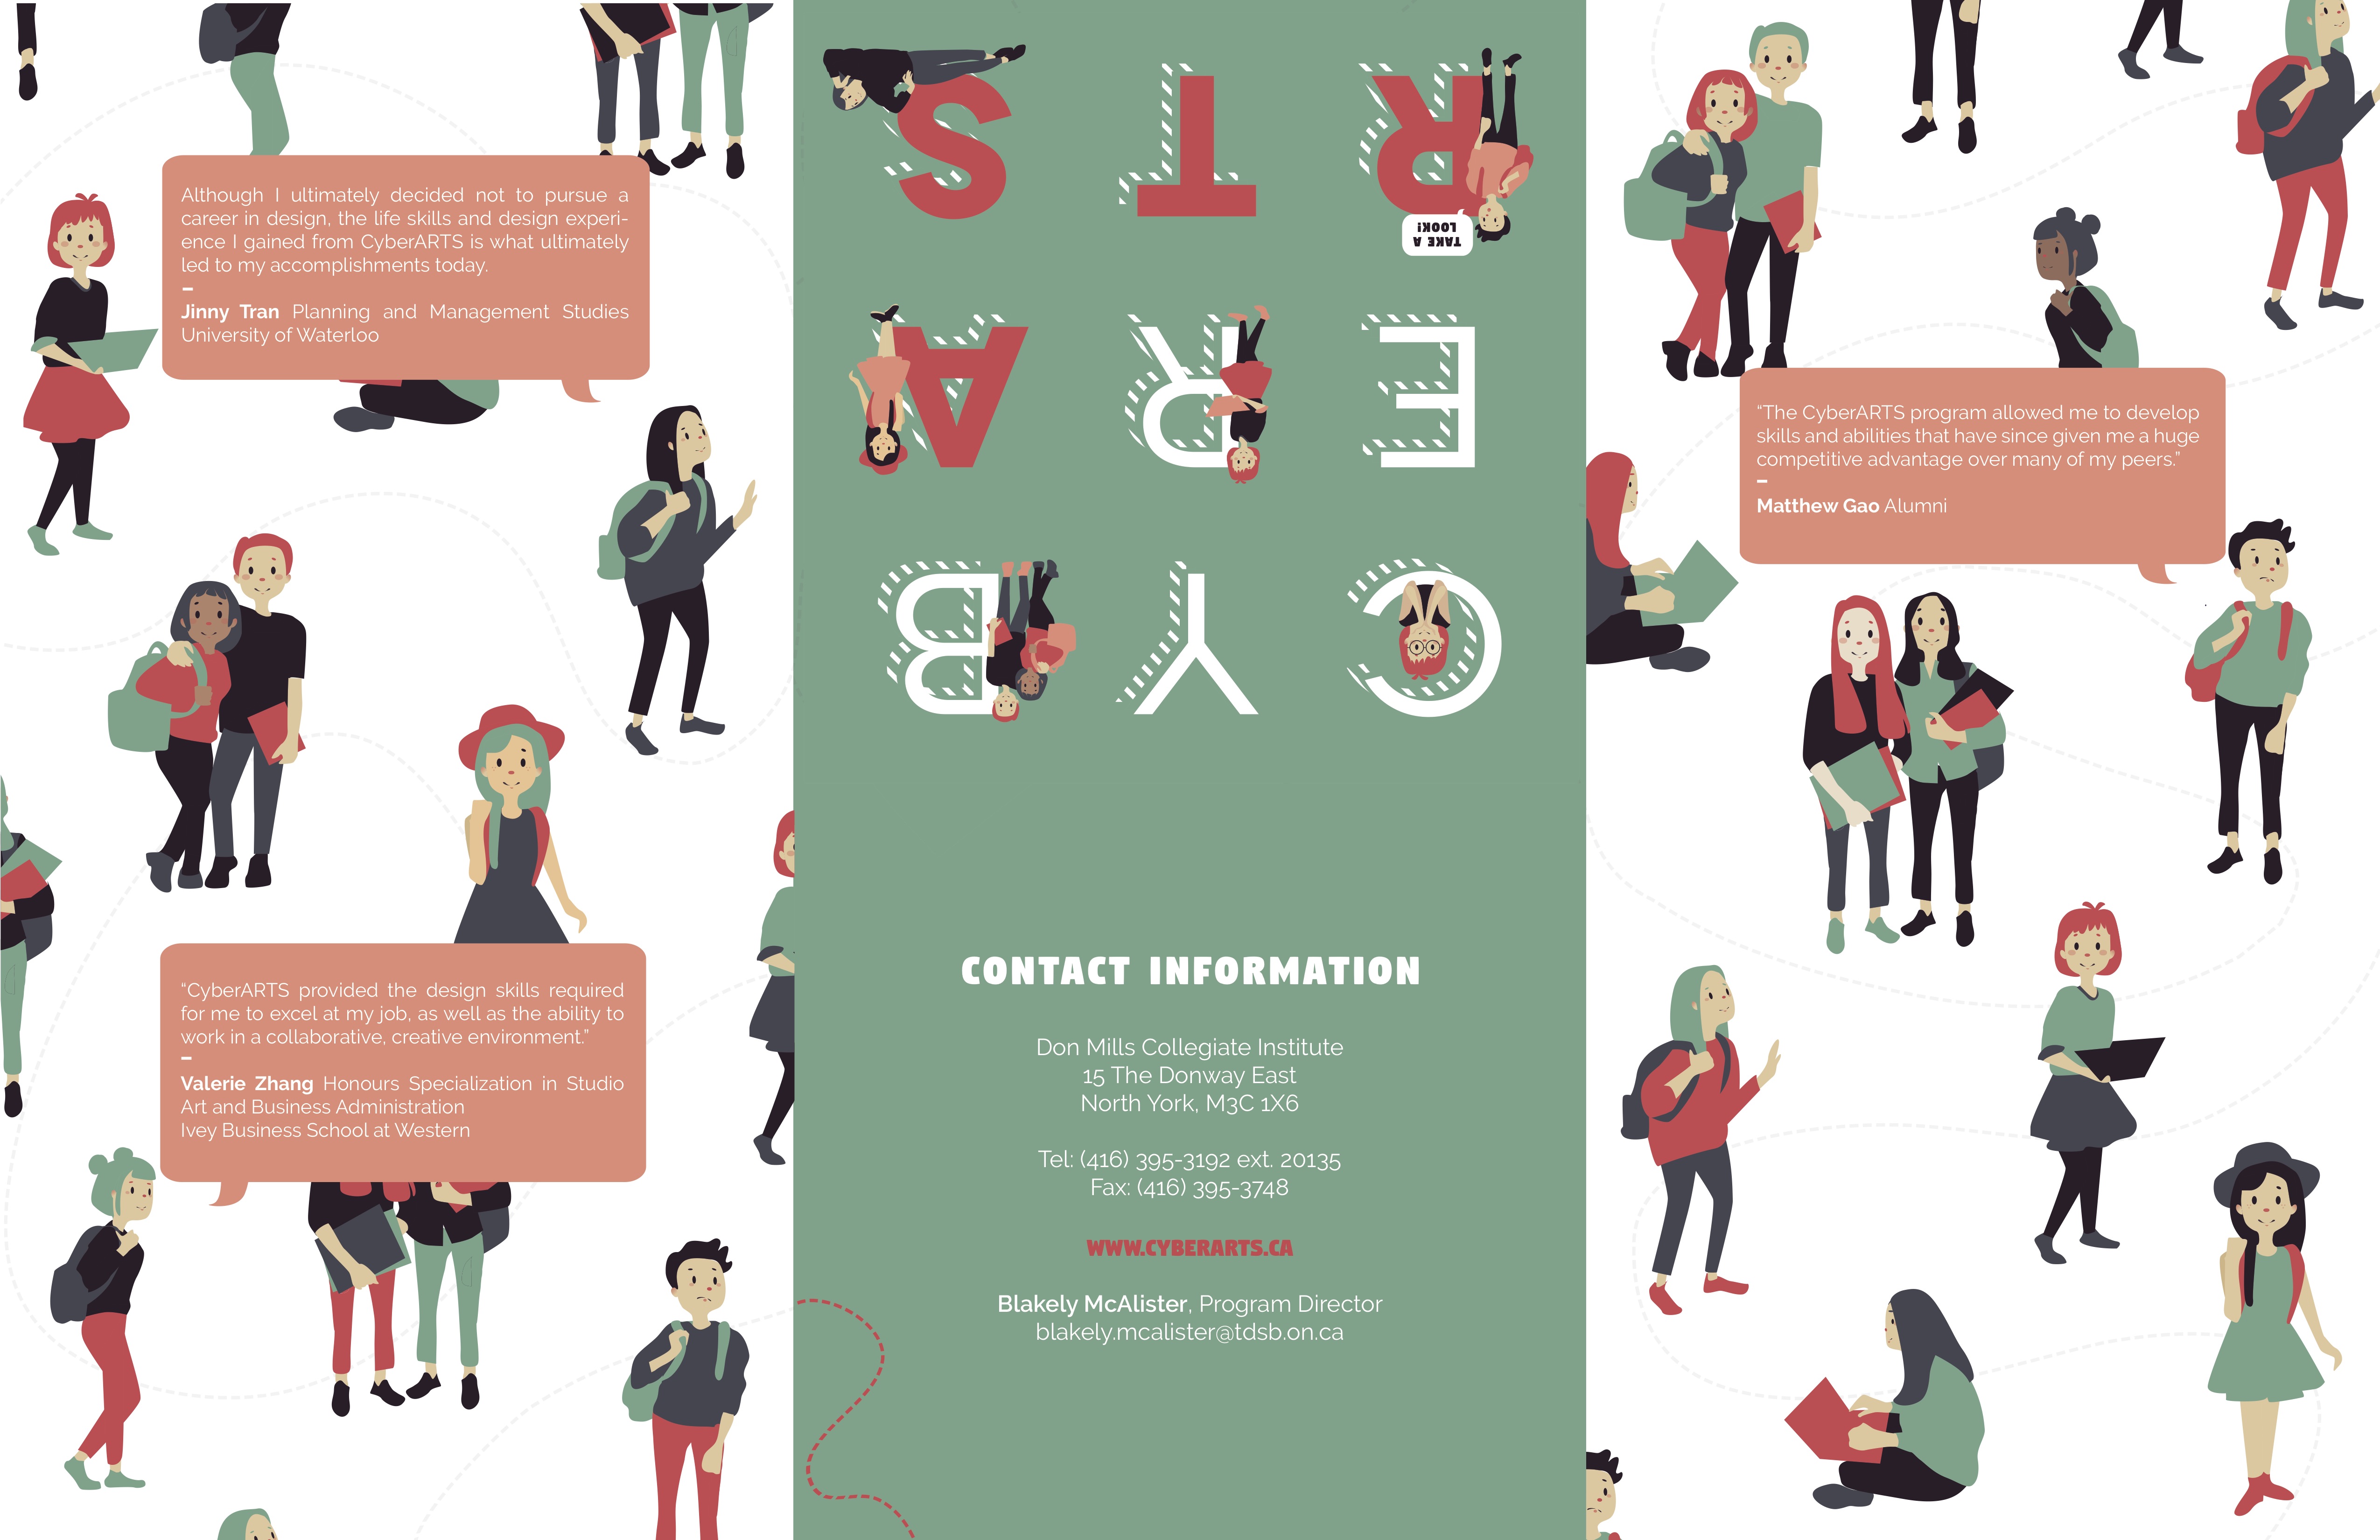 Although I ultimately decided not to pursue a
career in design, the life skills and design experi-
ence I gained from CyberARTS is what ultimately
led to my accomplishments today.
–
Jinny Tran Planning and Management Studies
University of Waterloo
“CyberARTS provided the design skills required
for me to excel at my job, as well as the ability to
work in a collaborative, creative environment.”
–
Valerie Zhang Honours Specialization in Studio
Art and Business Administration
Ivey Business School at Western
CYB
ERA
TAKE A
LOOK!
RTS
CONTACT INFORMATION
Don Mills Collegiate Institute
15 The Donway East
North York, M3C 1X6
Tel: (416) 395-3192 ext. 20135
Fax: (416) 395-3748
WWW.CYBERARTS.CA
Blakely McAlister, Program Director
blakely.mcalister@tdsb.on.ca
“The CyberARTS program allowed me to develop
skills and abilities that have since given me a huge
competitive advantage over many of my peers.”
–
Matthew Gao Alumni